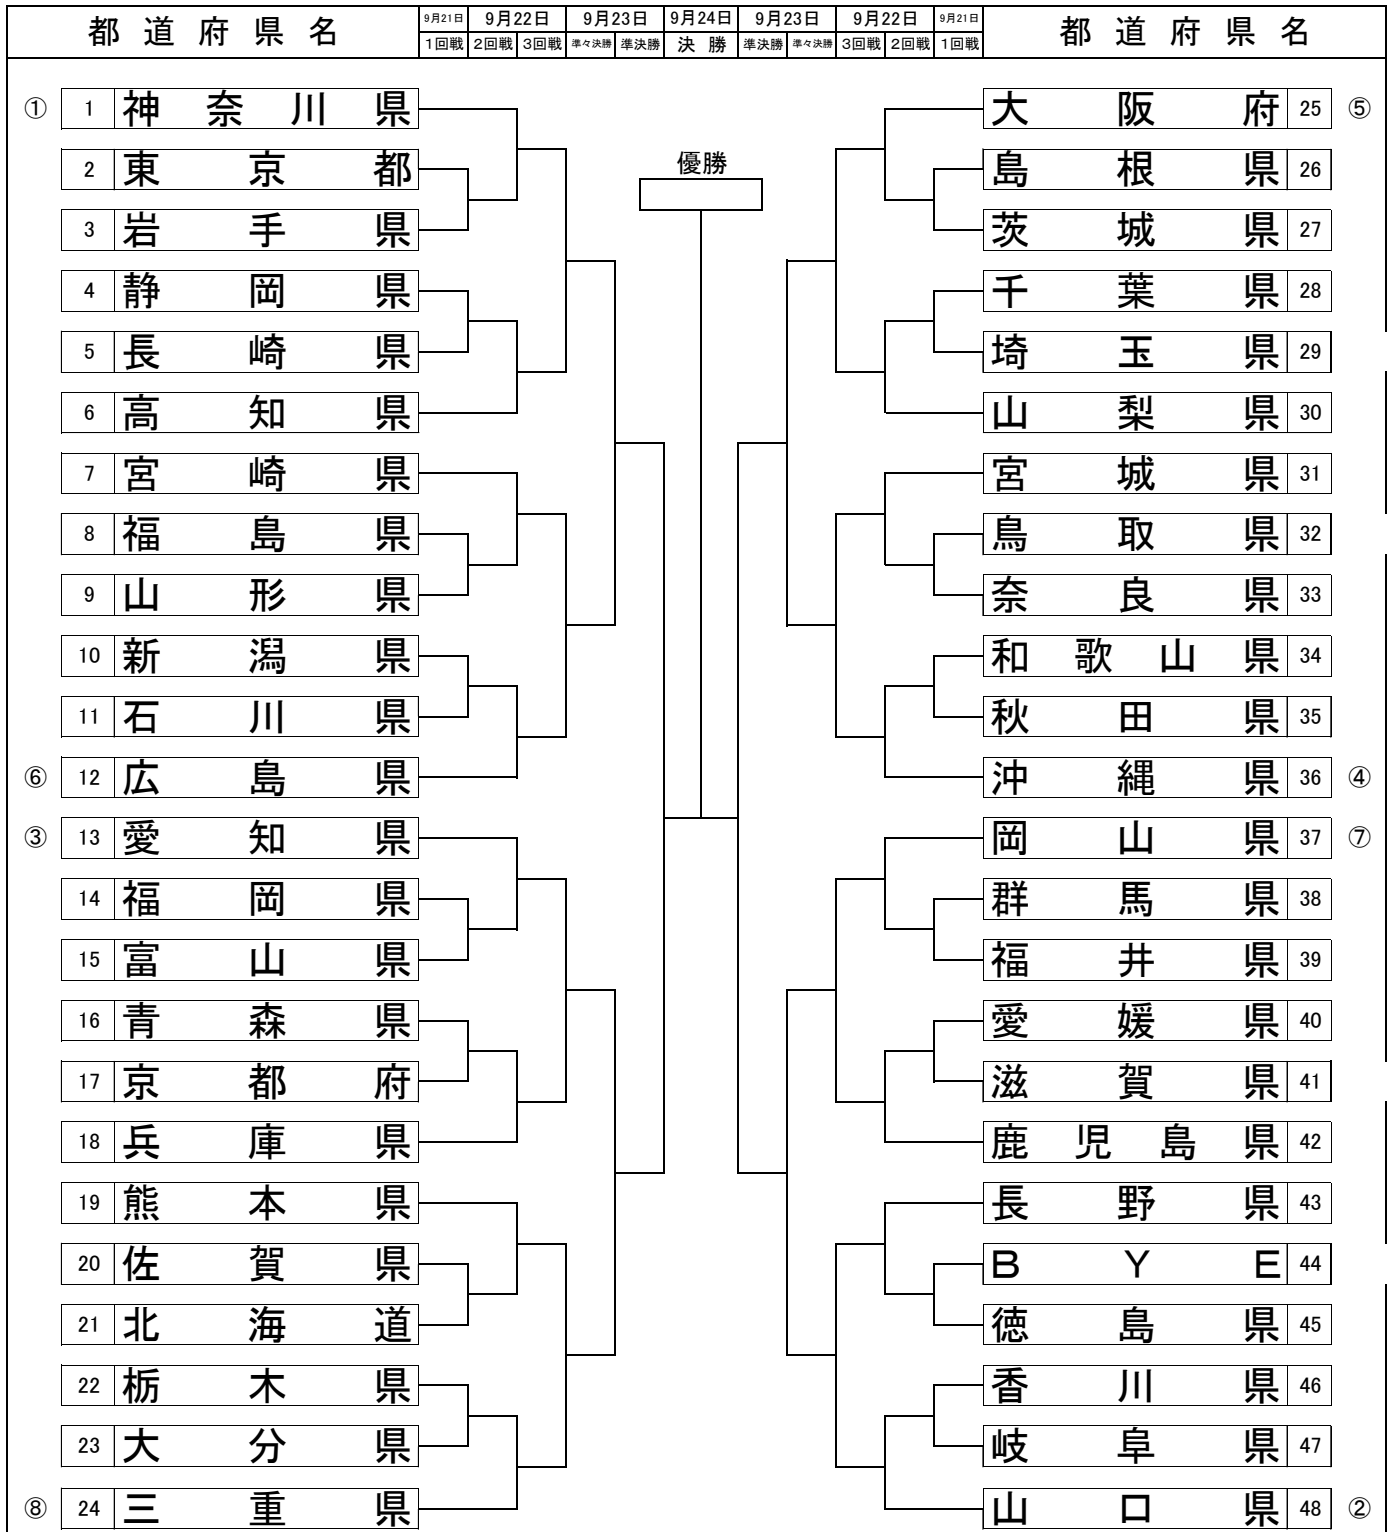 都道府県名 9月21日 9月22日 9月23日 9月24日 9月23日 9月22日 9月21日 都道府県名
1回戦 2回戦 3回戦 準々決勝 準決勝 決勝 準決勝 準々決勝 3回戦 2回戦 1回戦
① 1 神奈川県 大阪府 25 ⑤
優勝
2 東京都 島根県 26
3 岩手県 茨城県 27
4 静岡県 千葉県 28
5 長崎県 埼玉県 29
6 高知県 山梨県 30
7 宮崎県 宮城県 31
8 福島県 鳥取県 32
9 山形県 奈良県 33
10 新潟県 和歌山県 34
11 石川県 秋田県 35
⑥ 12 広島県 沖縄県 36 ④
③ 13 愛知県 岡山県 37 ⑦
14 福岡県 群馬県 38
15 富山県 福井県 39
16 青森県 愛媛県 40
17 京都府 滋賀県 41
18 兵庫県 鹿児島県 42
19 熊本県 長野県 43
20 佐賀県 BYE 44
21 北海道 徳島県 45
22 栃木県 香川県 46
23 大分県 岐阜県 47
⑧ 24 三重県 山口県 48 ②